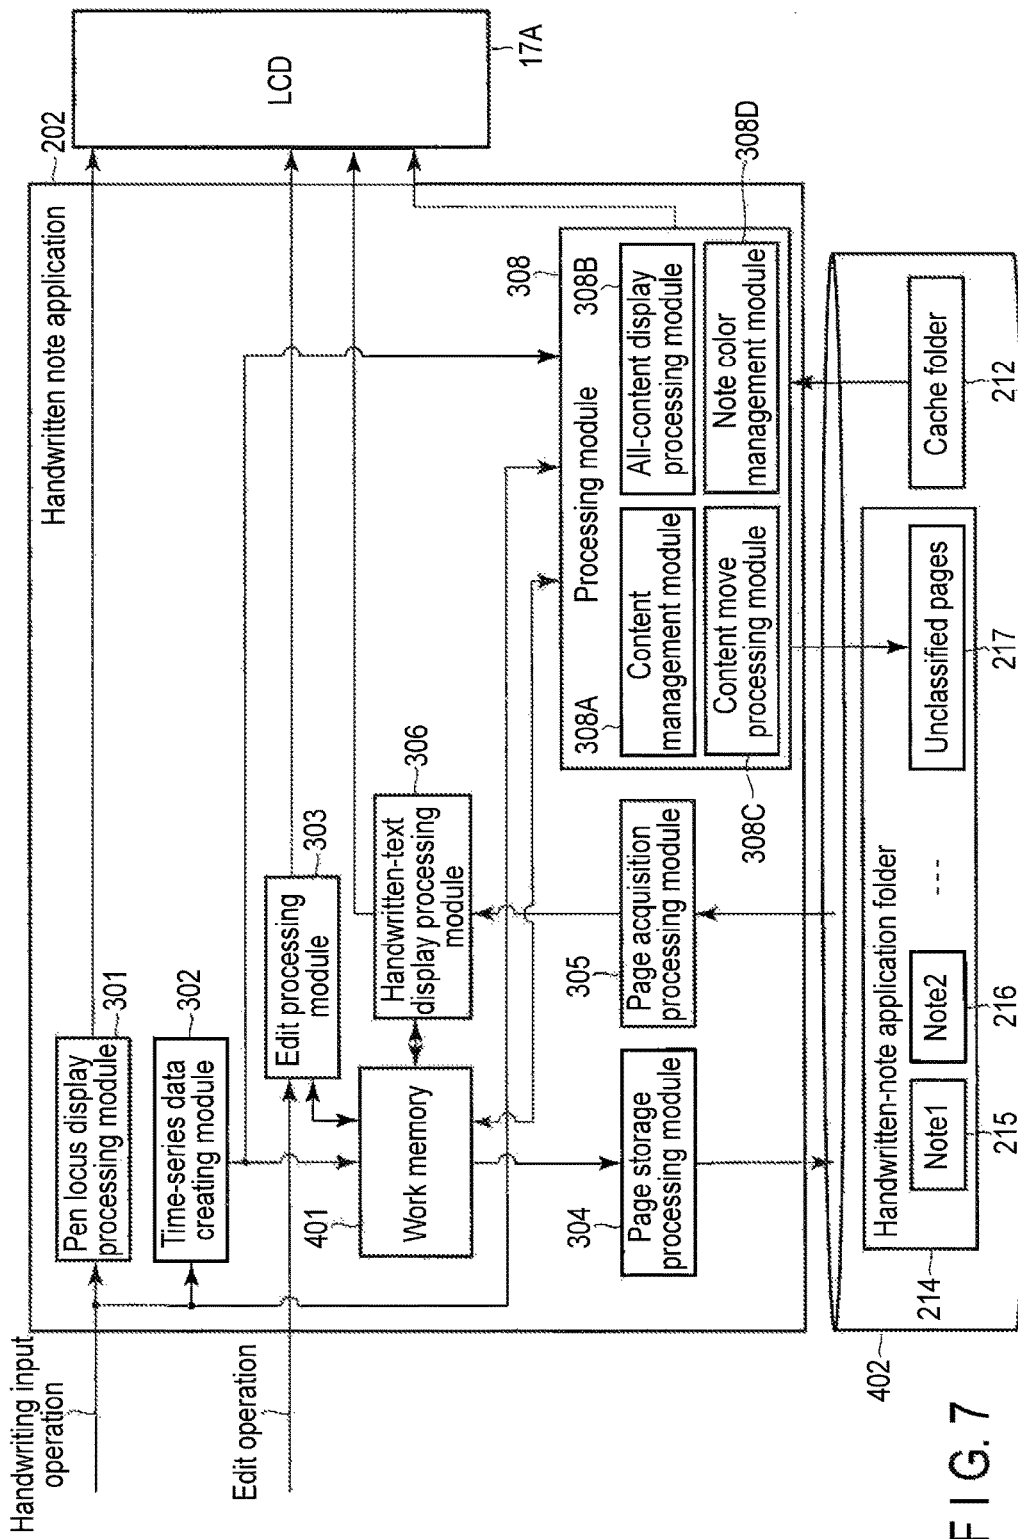 Handwriting input
operation
Edit operation
Handwritten note application
202
Pen locus display
processing module
301
Time-series data
creating module
302
Edit processing
module
303
Work memory
401
Handwritten-text
display processing
module
306
Page storage
processing module
304
Page acquisition
processing module
305
Processing module
308
Content
management module
308A
All-content display
processing module
308B
Content move
processing module
308C
Note color
management module
308D
LCD
17A
402
Handwritten-note application folder
214
Note1
215
Note2
216
---
Unclassified pages
217
Cache folder
212
FIG. 7